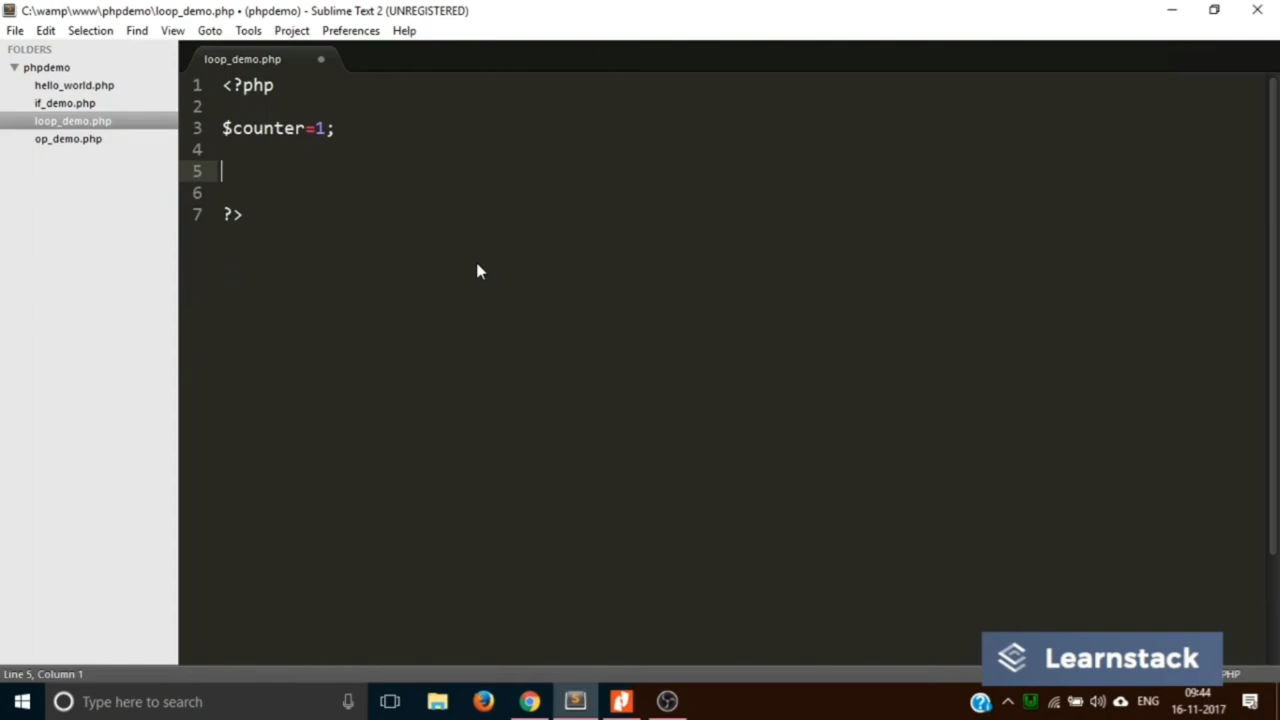 C:\wamp\www\phpdemo\loop_demo.php • (phpdemo) - Sublime Text 2 (UNREGISTERED)
File Edit Selection Find View Goto Tools Project Preferences Help
FOLDERS
phpdemo
hello_world.php
if_demo.php
loop_demo.php
op_demo.php
loop_demo.php
1 <?php
2
3 $counter=1;
4
5
6
7 ?>
Learnstack
Line 5, Column 1
PHP
Type here to search
ENG
09:44
16-11-2017